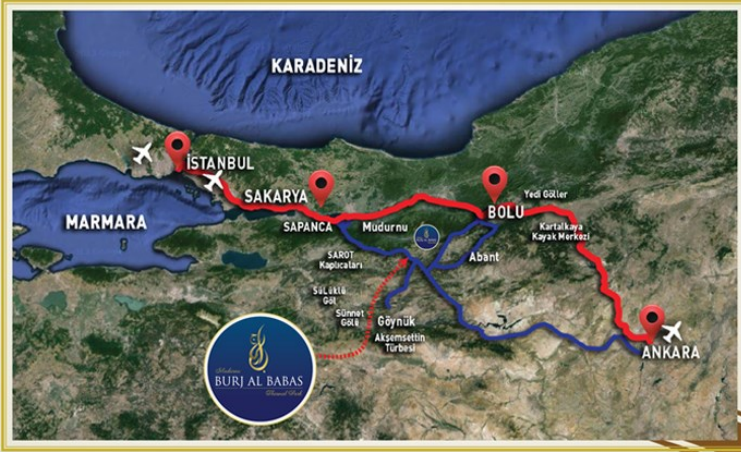 KARADENİZ
İSTANBUL
MARMARA
SAKARYA
SAPANCA
Mudurnu
BOLU
Yedi Göller
Kartalkaya
Kayak Merkezi
Abant
SAROT
Kaplıcaları
Sülüklü
Göl
Sünnet
Gölü
Göynük
Akşemsettin
Türbesi
ANKARA
BURJ AL BABAS